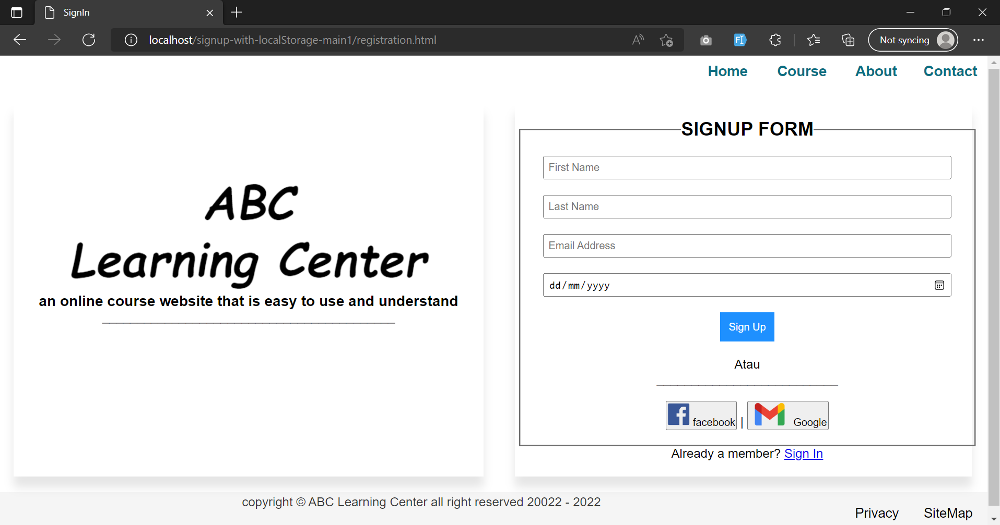 SignIn
localhost/signup-with-localStorage-main1/registration.html
Not syncing
Home Course About Contact
ABC
Learning Center
an online course website that is easy to use and understand
SIGNUP FORM
First Name
Last Name
Email Address
dd/mm/yyyy
Sign Up
Atau
facebook | Google
Already a member? Sign In
copyright © ABC Learning Center all right reserved 20022 - 2022
Privacy SiteMap